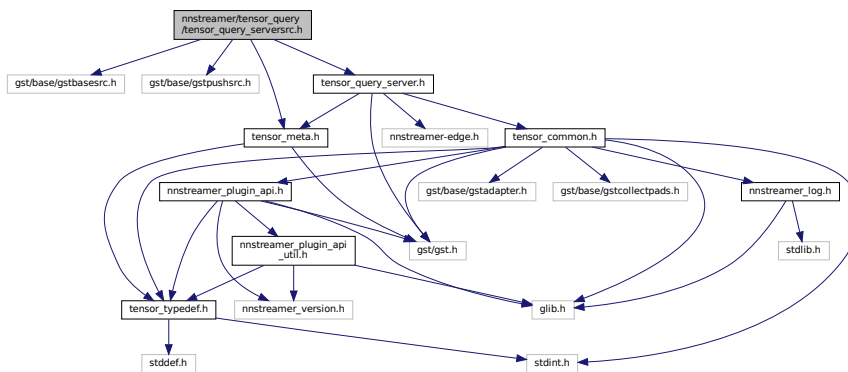 nnstreamer/tensor_query
/tensor_query_serversrc.h
gst/base/gstbasesrc.h
gst/base/gstpushsrc.h
tensor_query_server.h
tensor_meta.h
nnstreamer-edge.h
tensor_common.h
nnstreamer_plugin_api.h
gst/base/gstadapter.h
gst/base/gstcollectpads.h
nnstreamer_log.h
nnstreamer_plugin_api
_util.h
gst/gst.h
stdlib.h
tensor_typedef.h
nnstreamer_version.h
glib.h
stddef.h
stdint.h